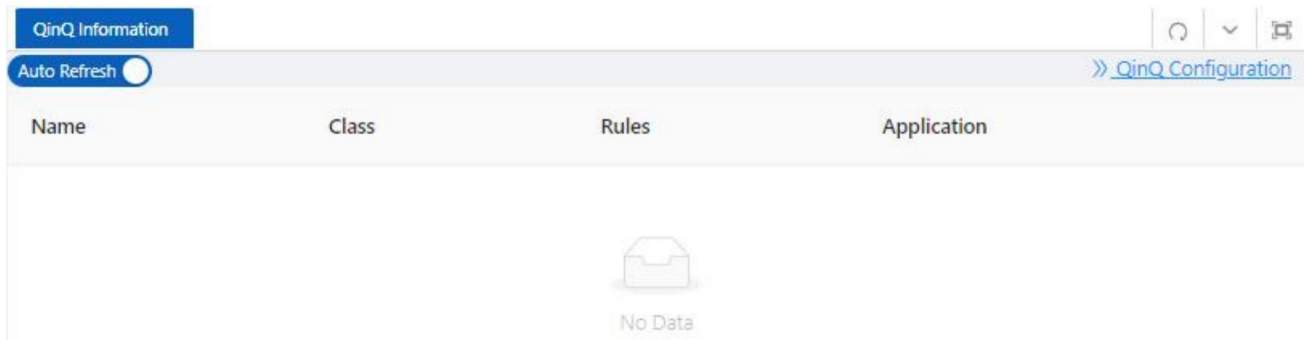 QinQ Information
Auto Refresh
» QinQ Configuration
Name Class Rules Application
No Data